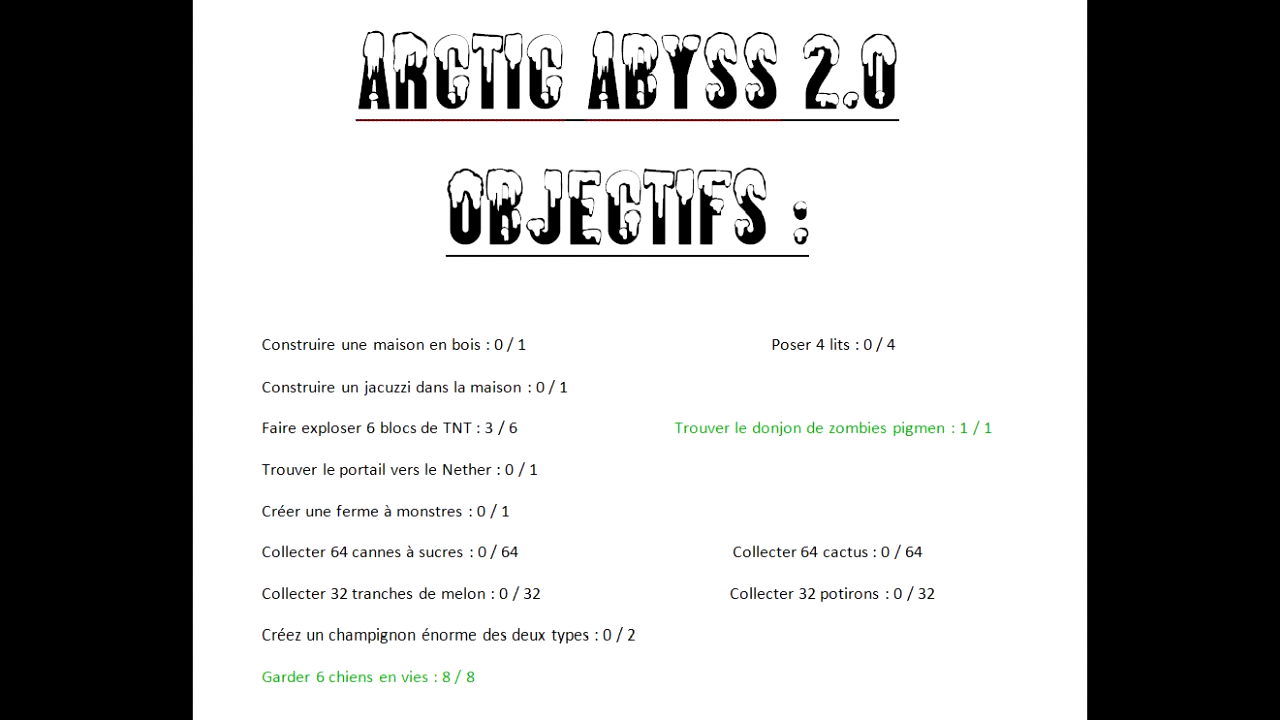 ARCTIC ABYSS 2.0
OBJECTIFS :
Construire une maison en bois : 0 / 1 Poser 4 lits : 0 / 4
Construire un jacuzzi dans la maison : 0 / 1
Faire exploser 6 blocs de TNT : 3 / 6 Trouver le donjon de zombies pigmen : 1 / 1
Trouver le portail vers le Nether : 0 / 1
Créer une ferme à monstres : 0 / 1
Collecter 64 cannes à sucres : 0 / 64 Collecter 64 cactus : 0 / 64
Collecter 32 tranches de melon : 0 / 32 Collecter 32 potirons : 0 / 32
Créez un champignon énorme des deux types : 0 / 2
Garder 6 chiens en vies : 8 / 8